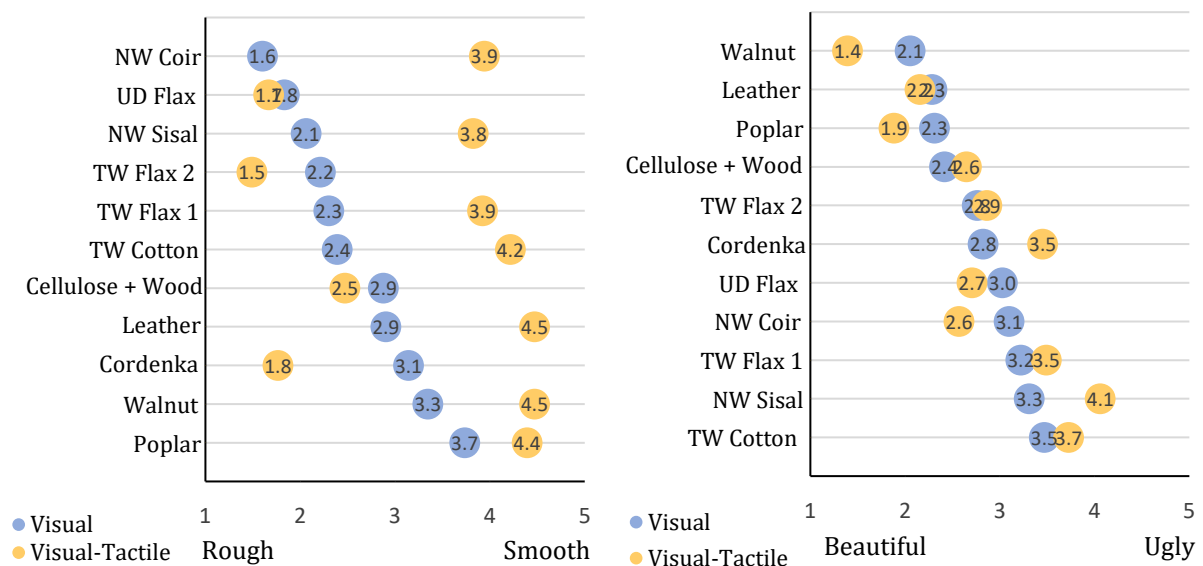 NW Coir 1.6 3.9
UD Flax 1.7 1.8
NW Sisal 2.1 3.8
TW Flax 2 1.5 2.2
TW Flax 1 2.3 3.9
TW Cotton 2.4 4.2
Cellulose + Wood 2.5 2.9
Leather 2.9 4.5
Cordenka 1.8 3.1
Walnut 3.3 4.5
Poplar 3.7 4.4
1 2 3 4 5
Rough Smooth
Visual
Visual-Tactile
Walnut 1.4 2.1
Leather 2.2 2.3
Poplar 1.9 2.3
Cellulose + Wood 2.4 2.6
TW Flax 2 2.8 2.9
Cordenka 2.8 3.5
UD Flax 2.7 3.0
NW Coir 2.6 3.1
TW Flax 1 3.2 3.5
NW Sisal 3.3 4.1
TW Cotton 3.5 3.7
1 2 3 4 5
Beautiful Ugly
Visual
Visual-Tactile